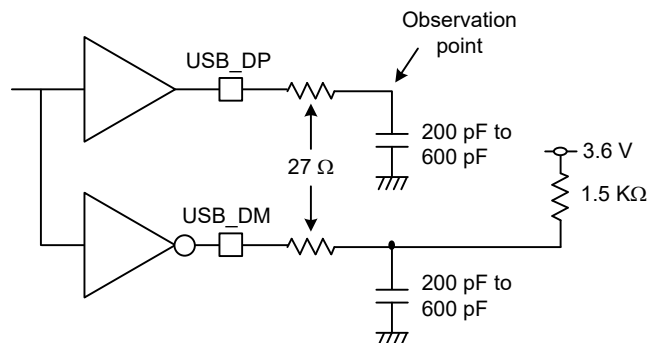 Observation
point
USB_DP
200 pF to
600 pF
3.6 V
27 Ω
1.5 KΩ
USB_DM
200 pF to
600 pF